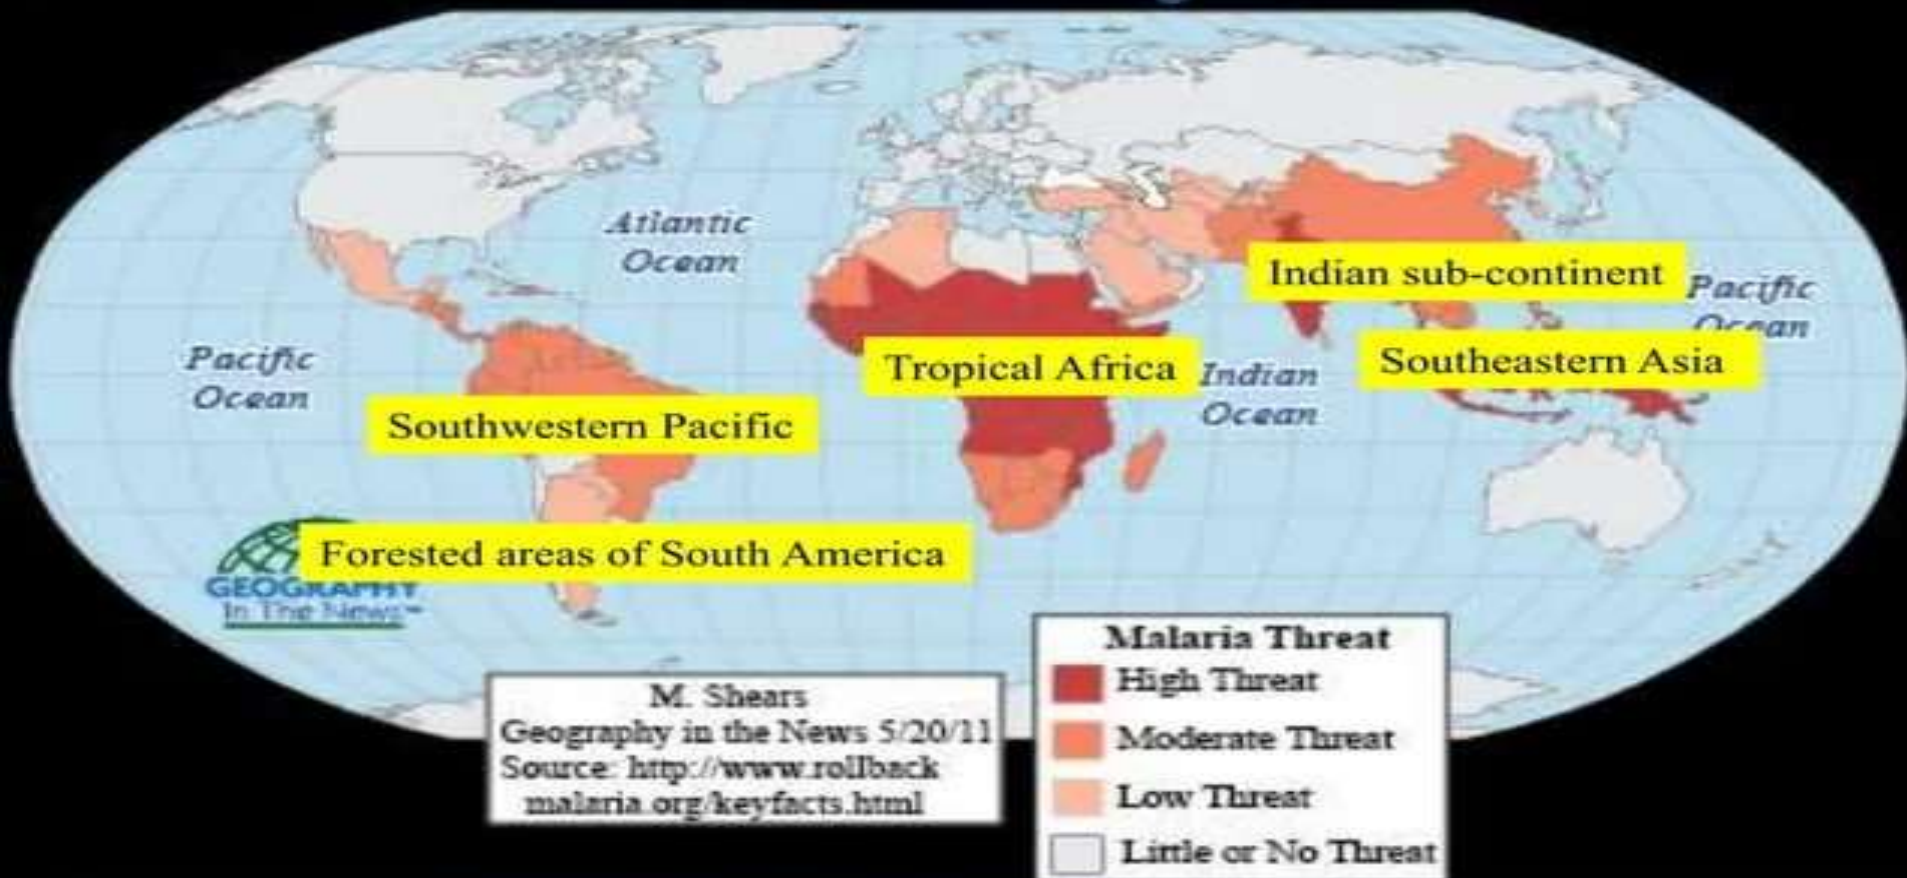 Atlantic
Ocean
Indian sub-continent
Pacific
Ocean
Pacific
Ocean
Tropical Africa
Indian
Ocean
Southeastern Asia
Southwestern Pacific
Forested areas of South America
GEOGRAPHY
In The News™
M. Shears
Geography in the News 5/20/11
Source: http://www.rollback
malaria.org/keyfacts.html
Malaria Threat
High Threat
Moderate Threat
Low Threat
Little or No Threat